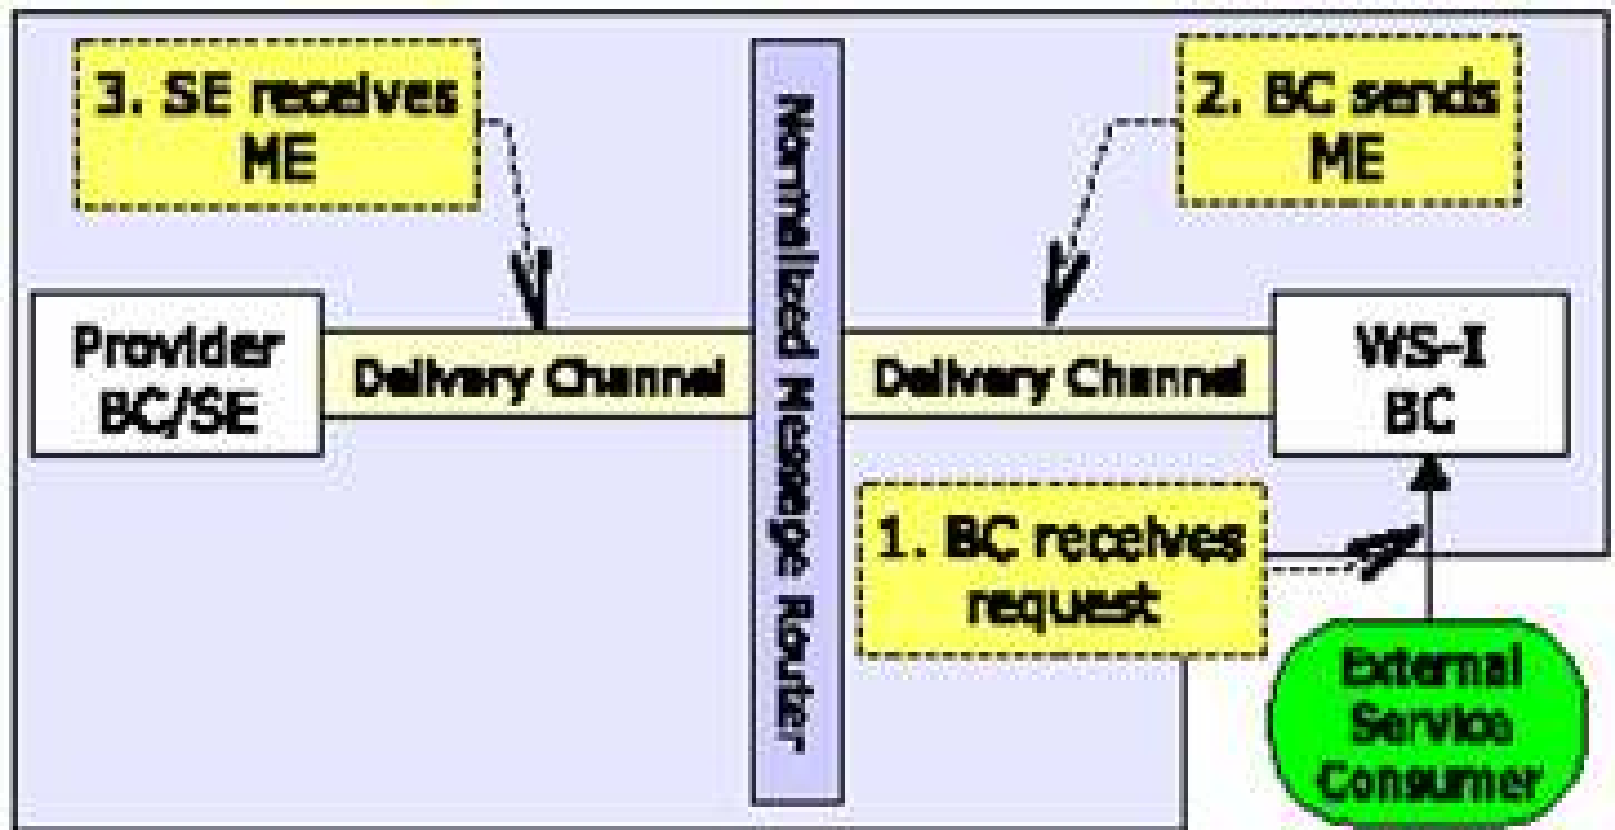 3. SE receives
ME
2. BC sends
ME
Normalized Message Router
Provider
BC/SE
Delivery Channel
Delivery Channel
WS-I
BC
1. BC receives
request
External
Service
Consumer